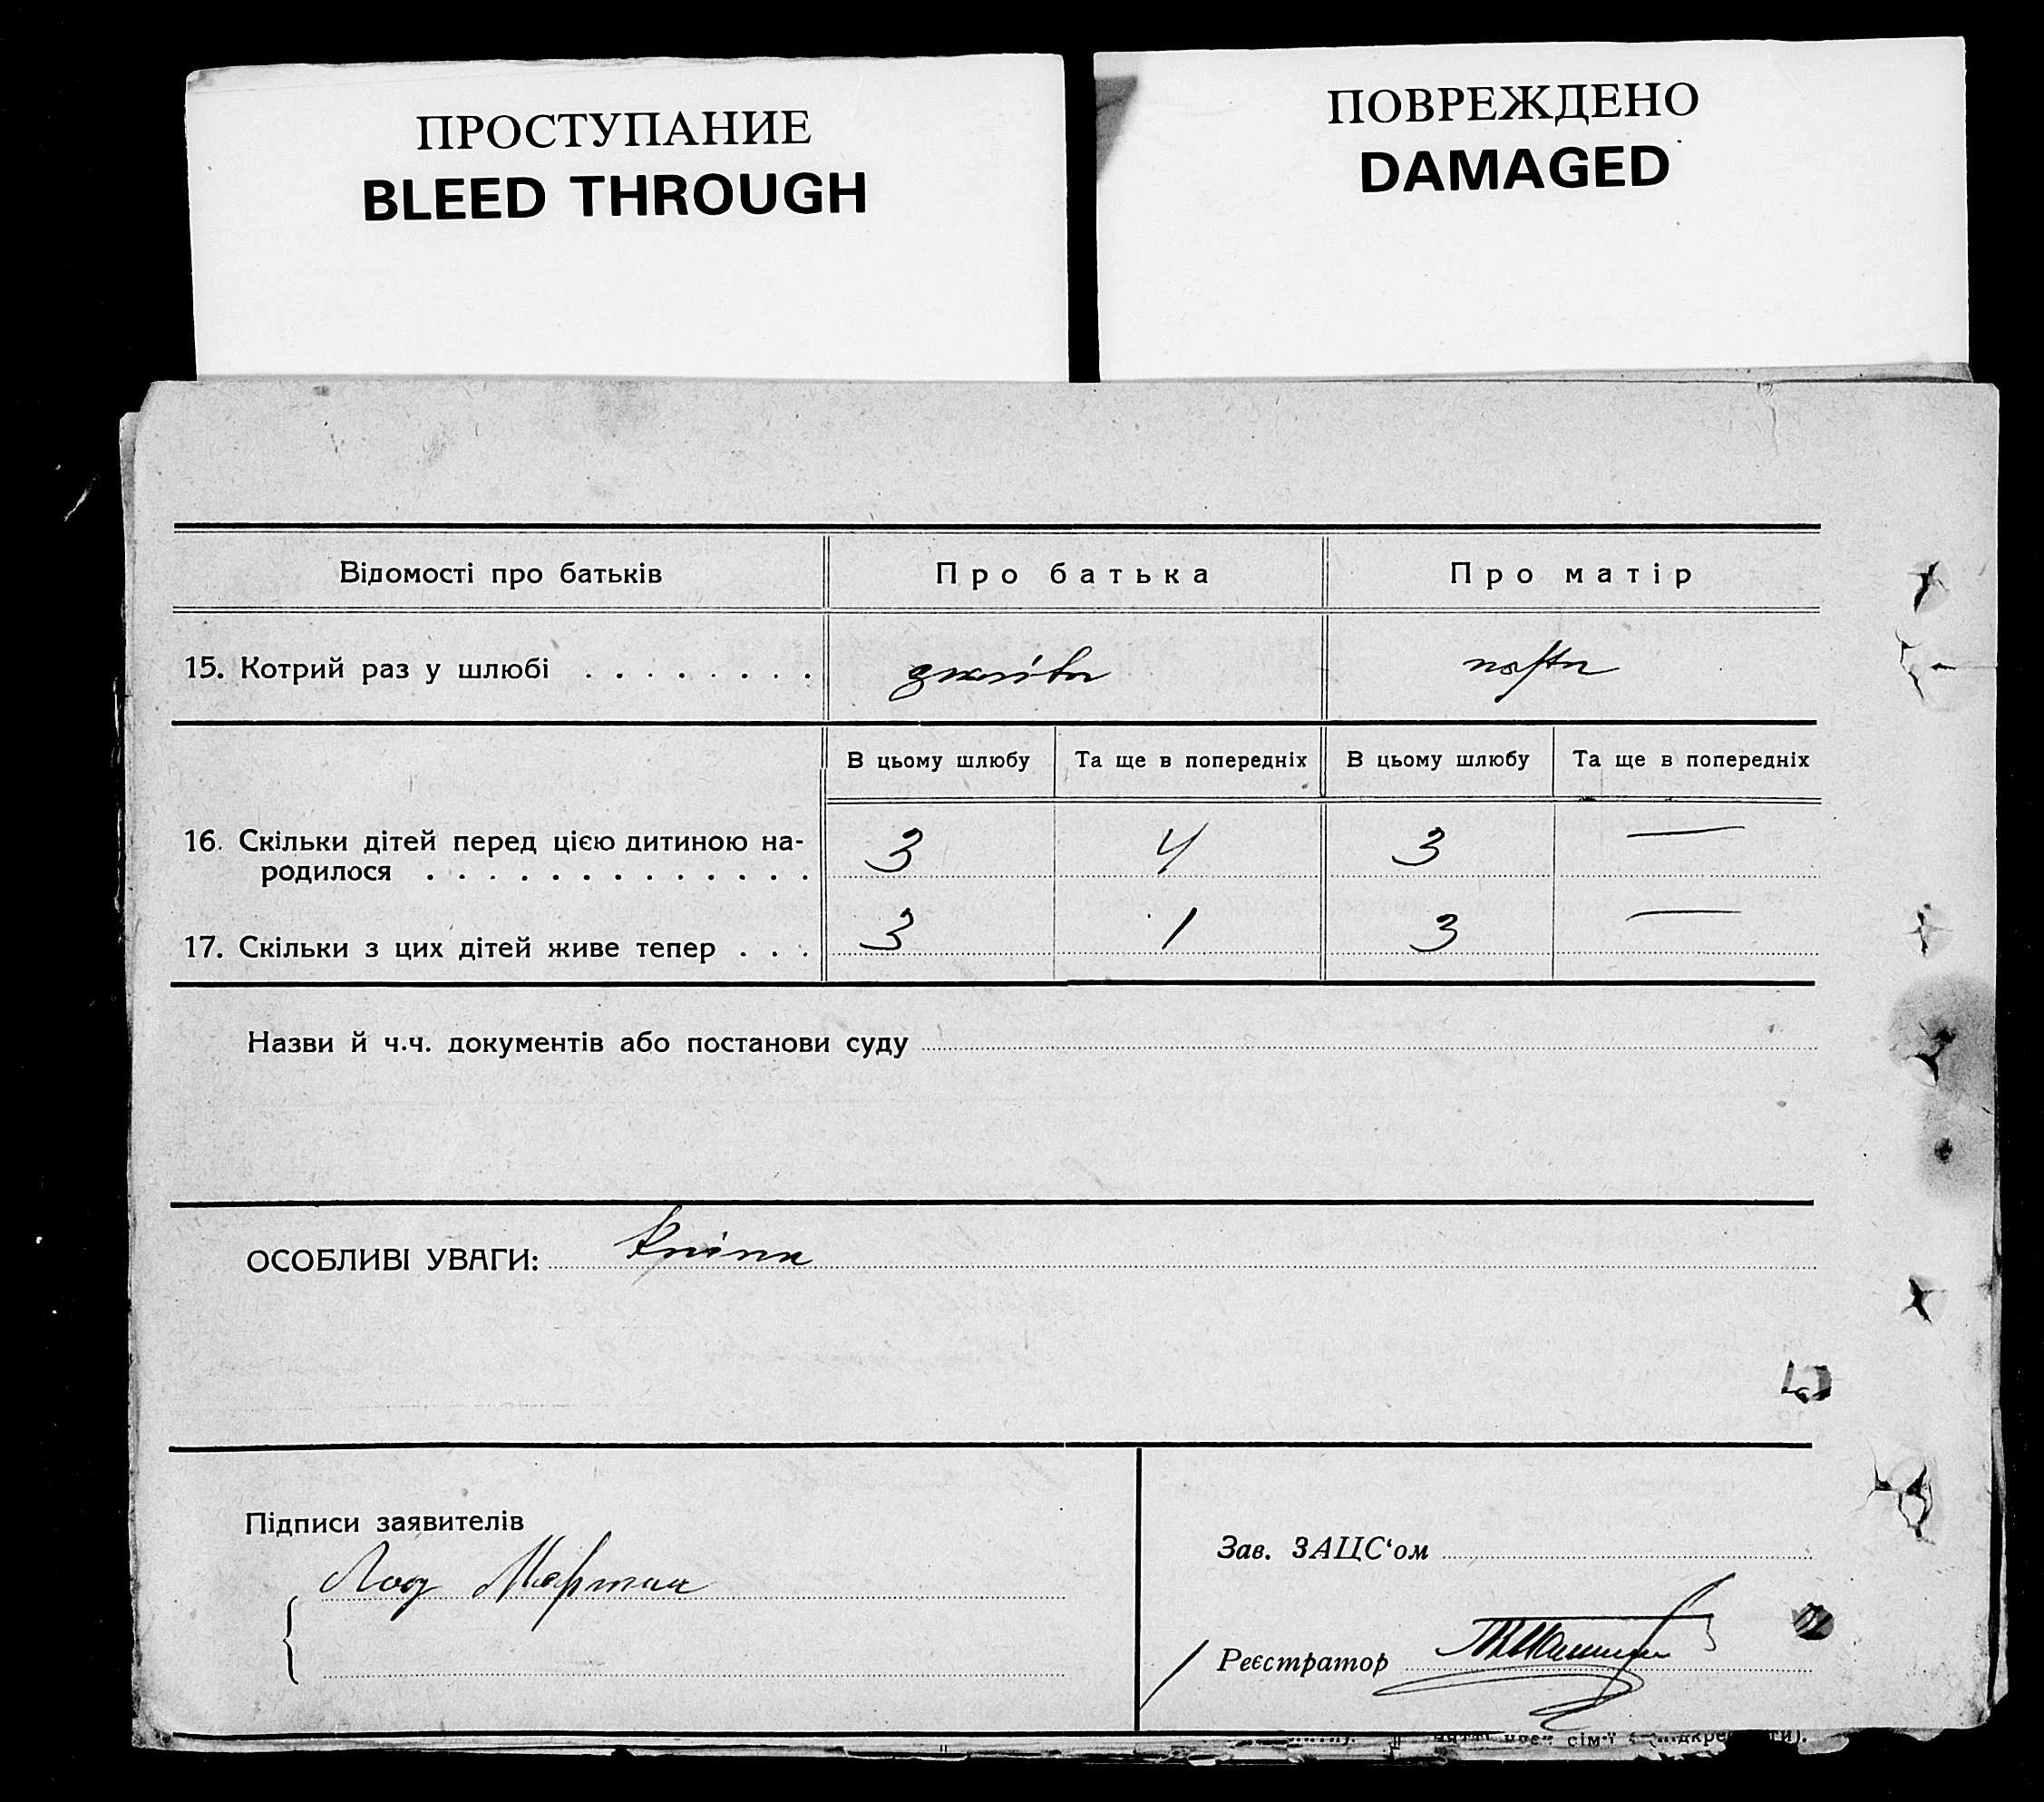 ПРОСТУПАНИЕ
BLEED THROUGH
ПОВРЕЖДЕНО
DAMAGED
Відомості про батьків Про батька Про матір
15. Котрий раз у шлюбі . . . . . . . .
В цьому шлюбу Та ще в попередніх В цьому шлюбу Та ще в попередніх
16. Скільки дітей перед цією дитиною на-
родилося . . . . . . . . . . . . . 3 4 3 —
17. Скільки з цих дітей живе тепер . . . 3 1 3 —
Назви й ч.ч. документів або постанови суду
ОСОБЛИВІ УВАГИ:
Підписи заявителів
Мартин
Зав. ЗАЦС‘ом
Реєстратор